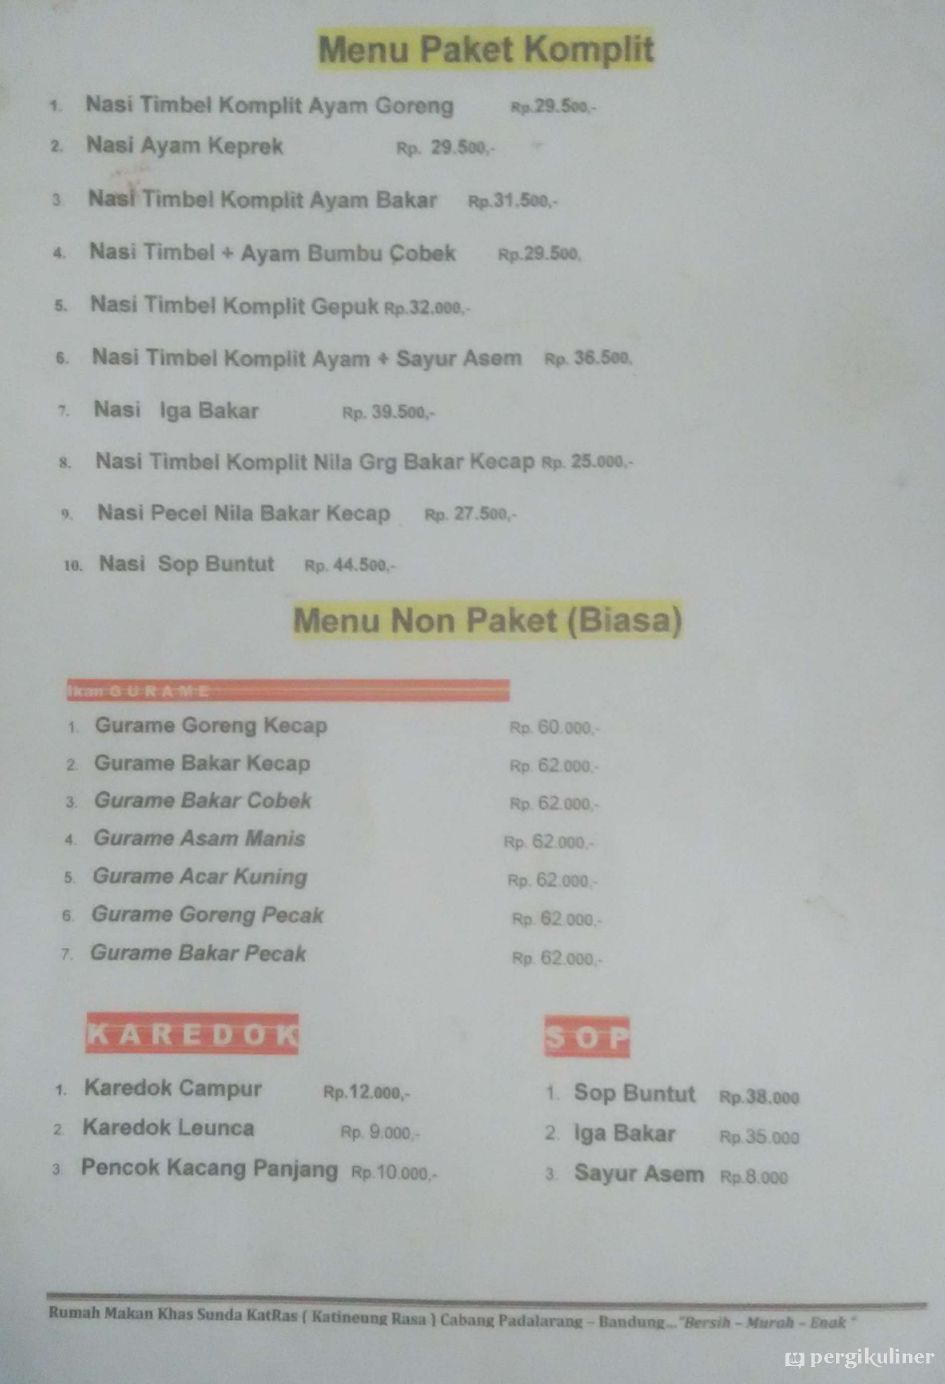 Menu Paket Komplit
1. Nasi Timbel Komplit Ayam Goreng Rp.29.500,-
2. Nasi Ayam Keprek Rp. 29.500,-
3. Nasi Timbel Komplit Ayam Bakar Rp.31.500,-
4. Nasi Timbel + Ayam Bumbu Cobek Rp.29.500,
5. Nasi Timbel Komplit Gepuk Rp.32.000,-
6. Nasi Timbel Komplit Ayam + Sayur Asem Rp. 36.500,
7. Nasi Iga Bakar Rp. 39.500,-
8. Nasi Timbel Komplit Nila Grg Bakar Kecap Rp. 25.000,-
9. Nasi Pecel Nila Bakar Kecap Rp. 27.500,-
10. Nasi Sop Buntut Rp. 44.500,-
Menu Non Paket (Biasa)
Ikan G U R A M E
1. Gurame Goreng Kecap Rp. 60.000,-
2. Gurame Bakar Kecap Rp. 62.000,-
3. Gurame Bakar Cobek Rp. 62.000,-
4. Gurame Asam Manis Rp. 62.000,-
5. Gurame Acar Kuning Rp. 62.000,-
6. Gurame Goreng Pecak Rp. 62.000,-
7. Gurame Bakar Pecak Rp. 62.000,-
K A R E D O K
1. Karedok Campur Rp.12.000,-
2. Karedok Leunca Rp. 9.000,-
3. Pencok Kacang Panjang Rp.10.000,-
S O P
1. Sop Buntut Rp.38.000
2. Iga Bakar Rp.35.000
3. Sayur Asem Rp.8.000
Rumah Makan Khas Sunda KatRas ( Katineung Rasa ) Cabang Padalarang – Bandung..."Bersih – Murah – Enak "
pergikuliner